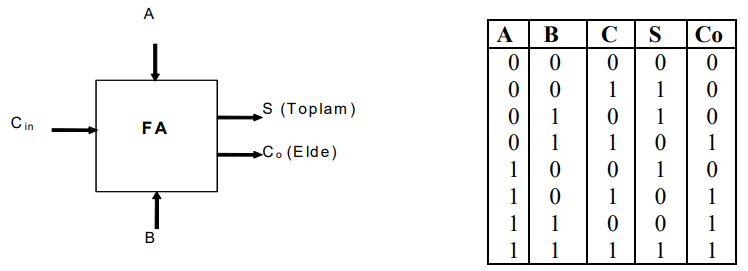 A
C in
FA
S (Toplam)
Co (Elde)
B
A B C S Co
0 0 0 0 0
0 0 1 1 0
0 1 0 1 0
0 1 1 0 1
1 0 0 1 0
1 0 1 0 1
1 1 0 0 1
1 1 1 1 1